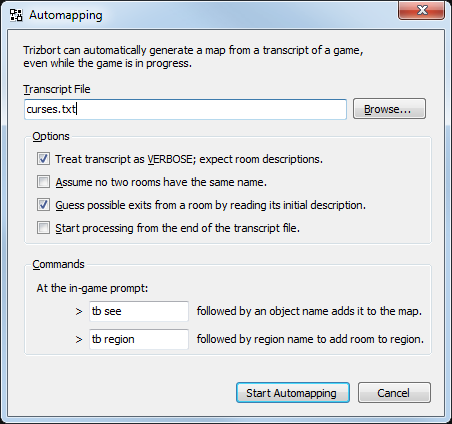 Automapping
Trizbort can automatically generate a map from a transcript of a game,
even while the game is in progress.
Transcript File
curses.txt
Browse...
Options
Treat transcript as VERBOSE; expect room descriptions.
Assume no two rooms have the same name.
Guess possible exits from a room by reading its initial description.
Start processing from the end of the transcript file.
Commands
At the in-game prompt:
> tb see followed by an object name adds it to the map.
> tb region followed by region name to add room to region.
Start Automapping Cancel